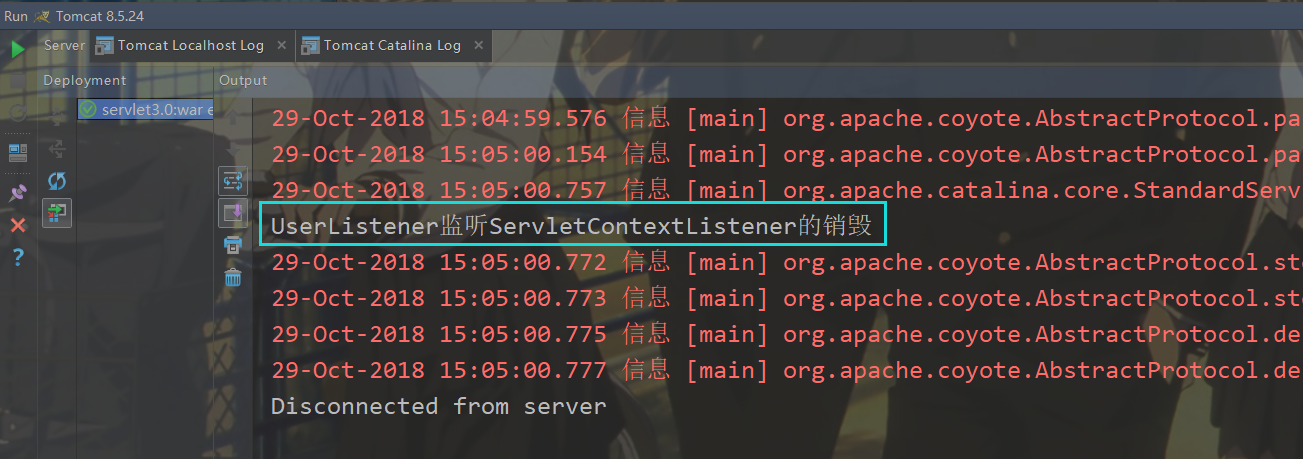 Run Tomcat 8.5.24
Server Tomcat Localhost Log Tomcat Catalina Log
Deployment Output
servlet3.0:war e
29-Oct-2018 15:04:59.576 信息 [main] org.apache.coyote.AbstractProtocol.pa
29-Oct-2018 15:05:00.154 信息 [main] org.apache.coyote.AbstractProtocol.pa
29-Oct-2018 15:05:00.757 信息 [main] org.apache.catalina.core.StandardServ
UserListener监听ServletContextListener的销毁
29-Oct-2018 15:05:00.772 信息 [main] org.apache.coyote.AbstractProtocol.sto
29-Oct-2018 15:05:00.773 信息 [main] org.apache.coyote.AbstractProtocol.sto
29-Oct-2018 15:05:00.775 信息 [main] org.apache.coyote.AbstractProtocol.de
29-Oct-2018 15:05:00.777 信息 [main] org.apache.coyote.AbstractProtocol.de
Disconnected from server